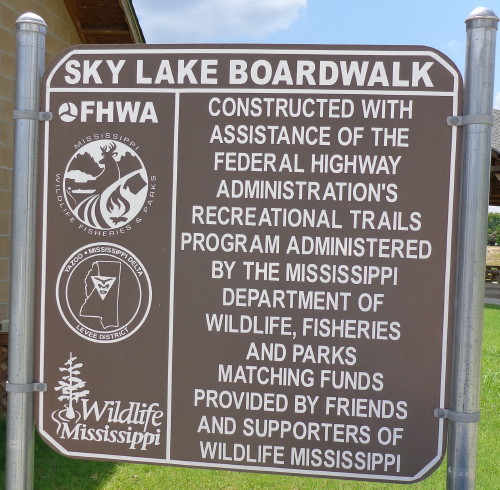 SKY LAKE BOARDWALK
FHWA
MISSISSIPPI
WILDLIFE FISHERIES & PARKS
YAZOO • MISSISSIPPI DELTA
LEVEE DISTRICT
Wildlife
Mississippi
CONSTRUCTED WITH
ASSISTANCE OF THE
FEDERAL HIGHWAY
ADMINISTRATION'S
RECREATIONAL TRAILS
PROGRAM ADMINISTERED
BY THE MISSISSIPPI
DEPARTMENT OF
WILDLIFE, FISHERIES
AND PARKS
MATCHING FUNDS
PROVIDED BY FRIENDS
AND SUPPORTERS OF
WILDLIFE MISSISSIPPI